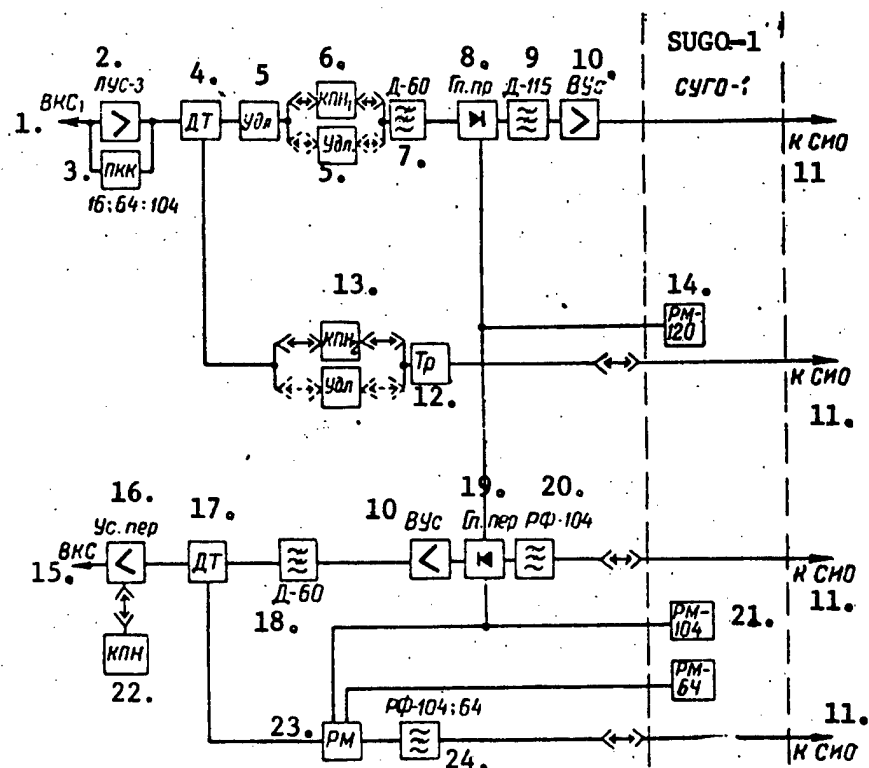 SUGO-1
СУГО-1
2.
4.
5
6.
8.
9
10.
ЛУС-3
КПН₁
Д-60
Гп.пр
Д-115
ВУс
ВКС₁
1.
ДТ
Удл
Удл.
5.
7.
3.
ПКК
16;64:104
К СИО
11
13.
14.
КПН₂
РМ-120
Удл
Тр
12.
К СИО
11.
16.
17.
10
19.
20.
Ус.пер
ВУс
Гп.пер
РФ-104
ВКС
15.
ДТ
Д-60
18.
К СИО
11.
РМ-104
21.
КПН
22.
РМ-64
РФ-104;64
23.
РМ
24.
11.
К СИО